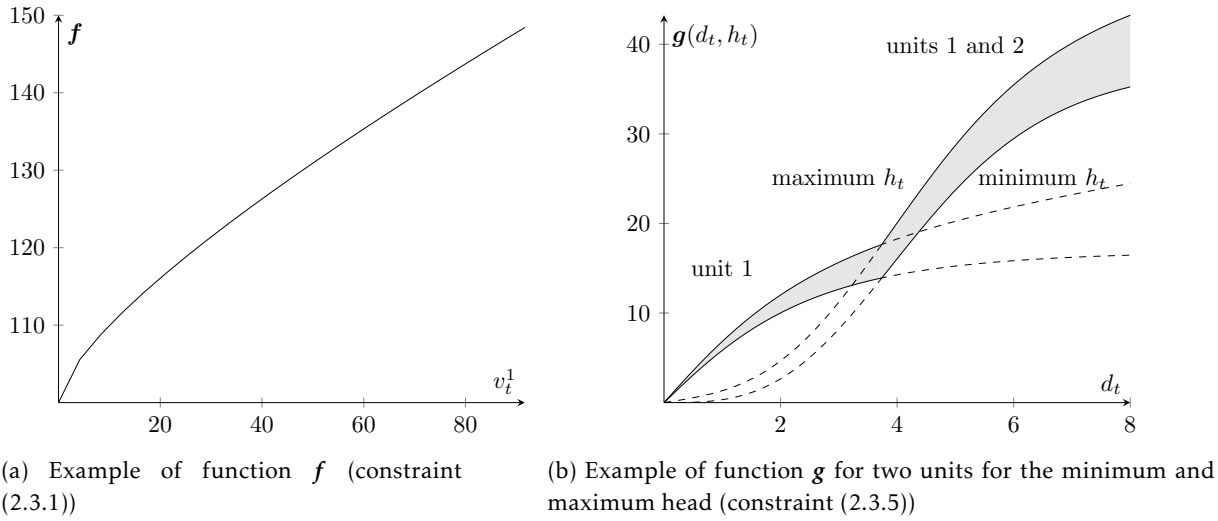 150
140
130
120
110
f
v_t^1
20
40
60
80
(a) Example of function f (constraint
(2.3.1))
40
30
20
10
g(d_t, h_t)
units 1 and 2
maximum h_t
minimum h_t
unit 1
d_t
2
4
6
8
(b) Example of function g for two units for the minimum and
maximum head (constraint (2.3.5))